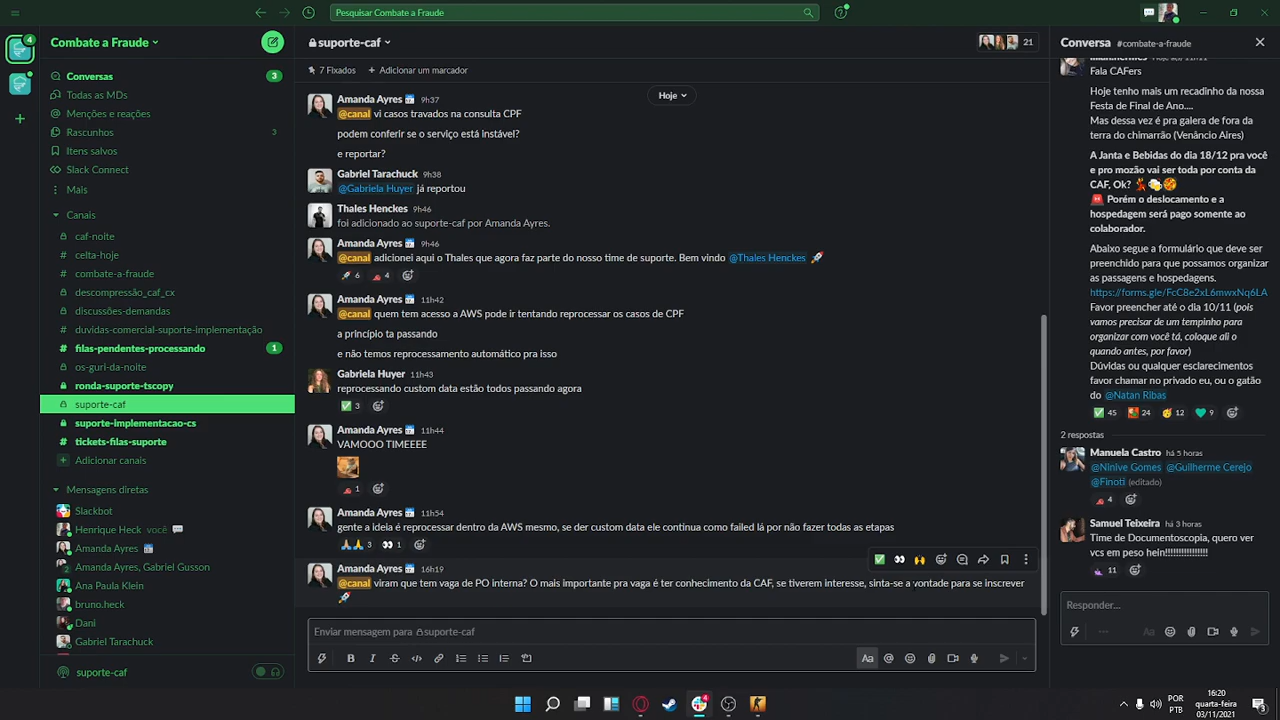 Pesquisar Combate a Fraude
4
Combate a Fraude
Conversas
3
Todas as MDs
Menções e reações
Rascunhos
3
Itens salvos
Slack Connect
Mais
Canais
caf-noite
celta-hoje
combate-a-fraude
descompressão_caf_cx
discussões-demandas
duvidas-comercial-suporte-implementação
filas-pendentes-processando
1
os-guri-da-noite
ronda-suporte-tscopy
suporte-caf
suporte-implementacao-cs
tickets-filas-suporte
Adicionar canais
Mensagens diretas
Slackbot
Henrique Heck você
Amanda Ayres
Amanda Ayres, Gabriel Gusson
Ana Paula Klein
bruno.heck
Dani
Gabriel Tarachuck
suporte-caf
suporte-caf
21
7 Fixados
Adicionar um marcador
Hoje
Amanda Ayres 9h37
@canal vi casos travados na consulta CPF
podem conferir se o serviço está instável?
e reportar?
Gabriel Tarachuck 9h38
@Gabriela Huyer já reportou
Thales Henckes 9h46
foi adicionado ao suporte-caf por Amanda Ayres.
Amanda Ayres 9h46
@canal adicionei aqui o Thales que agora faz parte do nosso time de suporte. Bem vindo @Thales Henckes
6 4
Amanda Ayres 11h42
@canal quem tem acesso a AWS pode ir tentando reprocessar os casos de CPF
a princípio ta passando
e não temos reprocessamento automático pra isso
Gabriela Huyer 11h43
reprocessando custom data estão todos passando agora
3
Amanda Ayres 11h44
VAMOOO TIMEEEE
1
Amanda Ayres 11h54
gente a ideia é reprocessar dentro da AWS mesmo, se der custom data ele continua como failed lá por não fazer todas as etapas
3 1
Amanda Ayres 16h19
@canal viram que tem vaga de PO interna? O mais importante pra vaga é ter conhecimento da CAF, se tiverem interesse, sinta-se a vontade para se inscrever
Enviar mensagem para suporte-caf
B I S
Aa @
Conversa #combate-a-fraude
Fala CAFers
Hoje tenho mais um recadinho da nossa
Festa de Final de Ano....
Mas dessa vez é pra galera de fora da
terra do chimarrão (Venâncio Aires)
A Janta e Bebidas do dia 18/12 pra você
e pro mozão vai ser toda por conta da
CAF, Ok?
Porém o deslocamento e a
hospedagem será pago somente ao
colaborador.
Abaixo segue a formulário que deve ser
preenchido para que possamos organizar
as passagens e hospedagens.
https://forms.gle/FcC8e2xL6mwxNq6LA
Favor preencher até o dia 10/11 (pois
vamos precisar de um tempinho para
organizar com você tá, coloque ali o
quando antes, por favor)
Dúvidas ou qualquer esclarecimentos
favor chamar no privado eu, ou o gatão
do @Natan Ribas
45 24 12 9
2 respostas
Manuela Castro há 5 horas
@Ninive Gomes @Guilherme Cerejo
@Finoti (editado)
4
Samuel Teixeira há 3 horas
Time de Documentoscopia, quero ver
vcs em peso hein!!!!!!!!!!!!!!!!!!
11
Responder...
Aa
4
POR
PTB
16:20
quarta-feira
03/11/2021
3